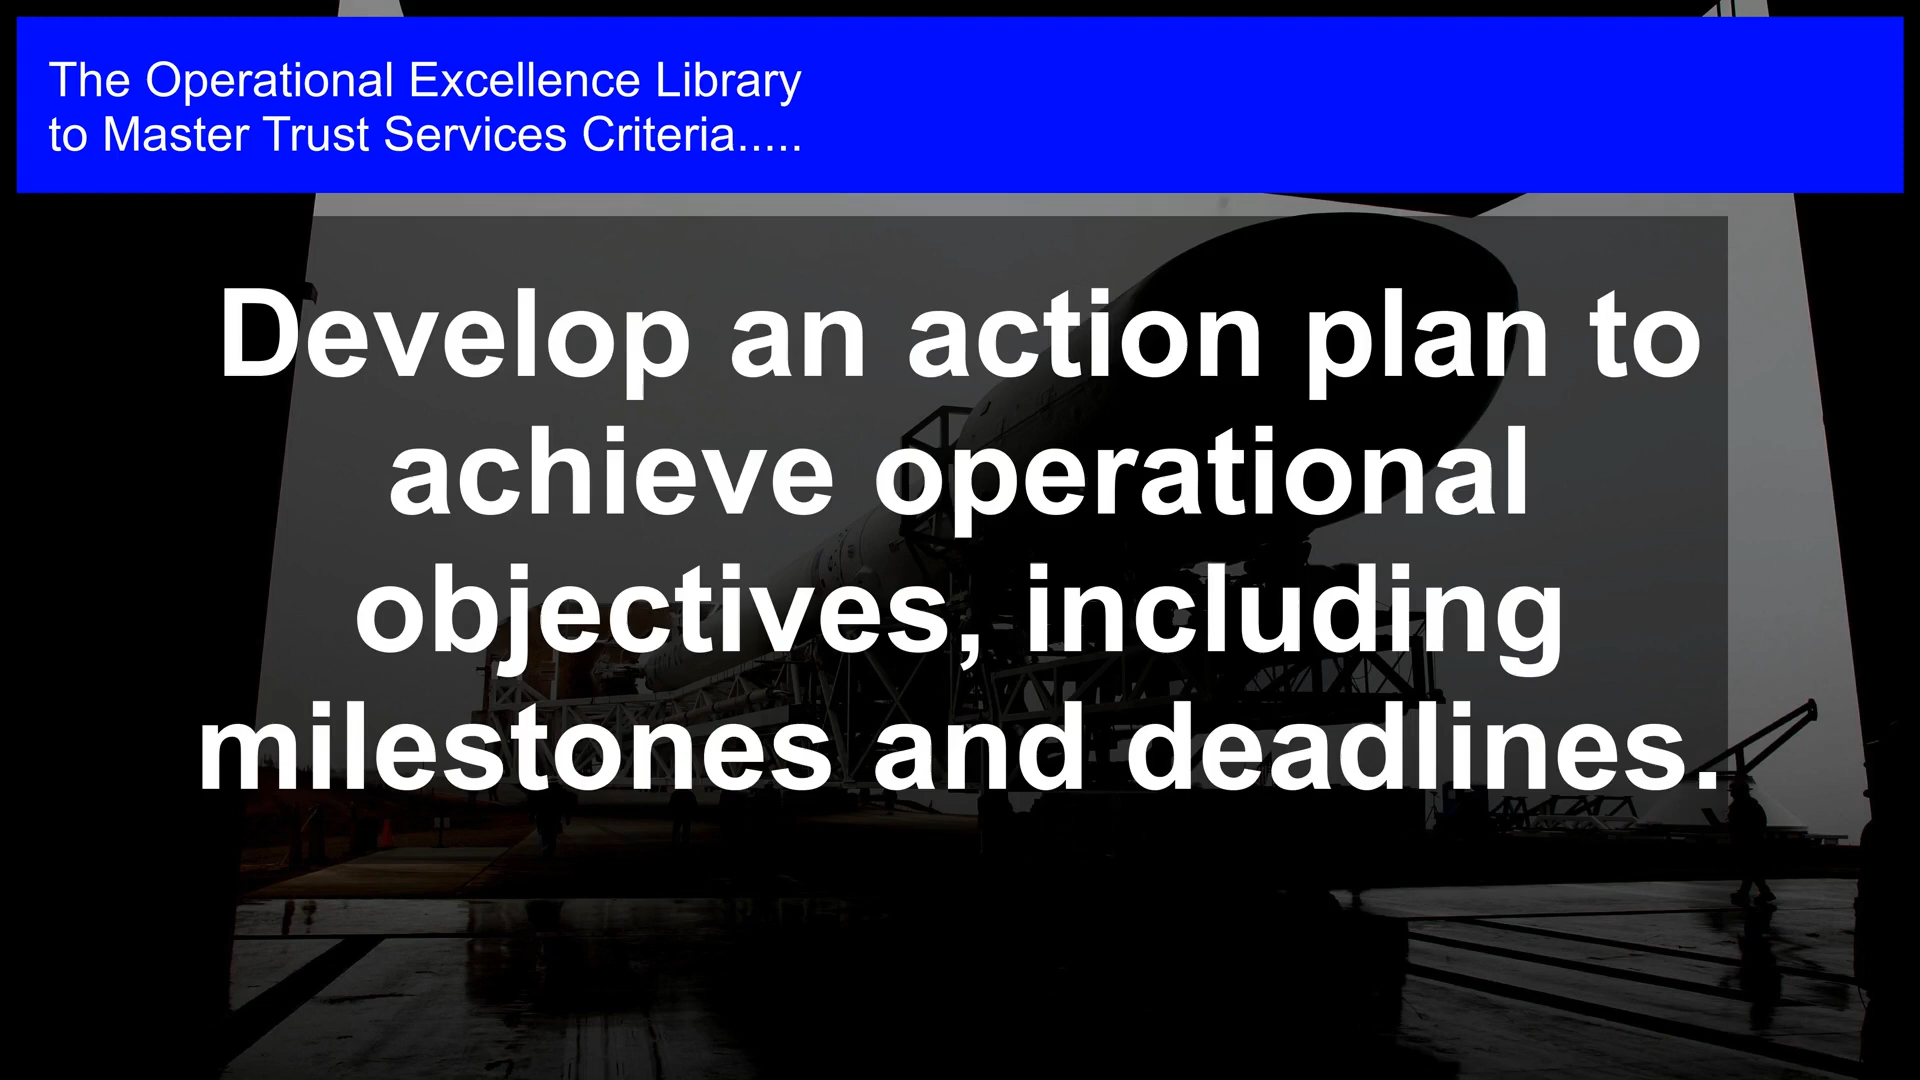 The Operational Excellence Library
to Master Trust Services Criteria.....
Develop an action plan to
achieve operational
objectives, including
milestones and deadlines.